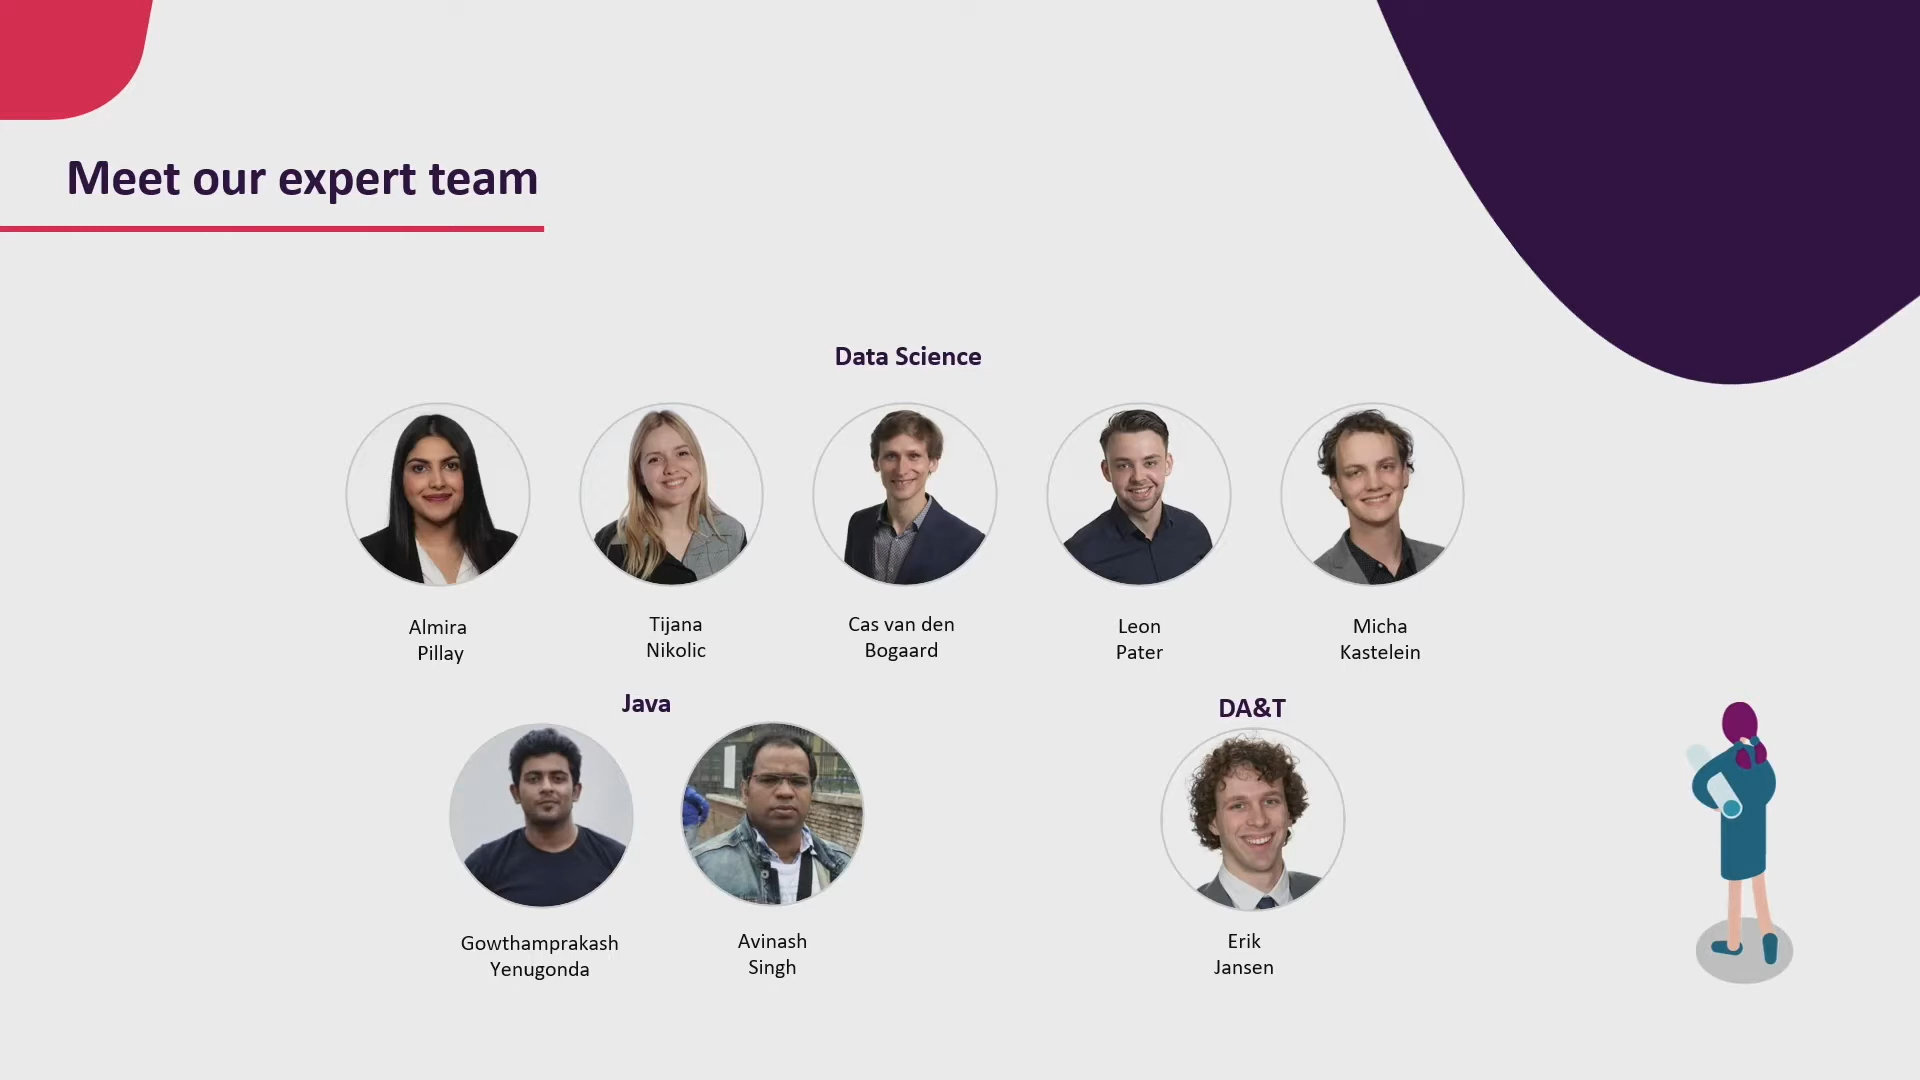 Meet our expert team
Data Science
Almira
Pillay
Tijana
Nikolic
Cas van den
Bogaard
Leon
Pater
Micha
Kastelein
Java
Gowthamprakash
Yenugonda
Avinash
Singh
DA&T
Erik
Jansen